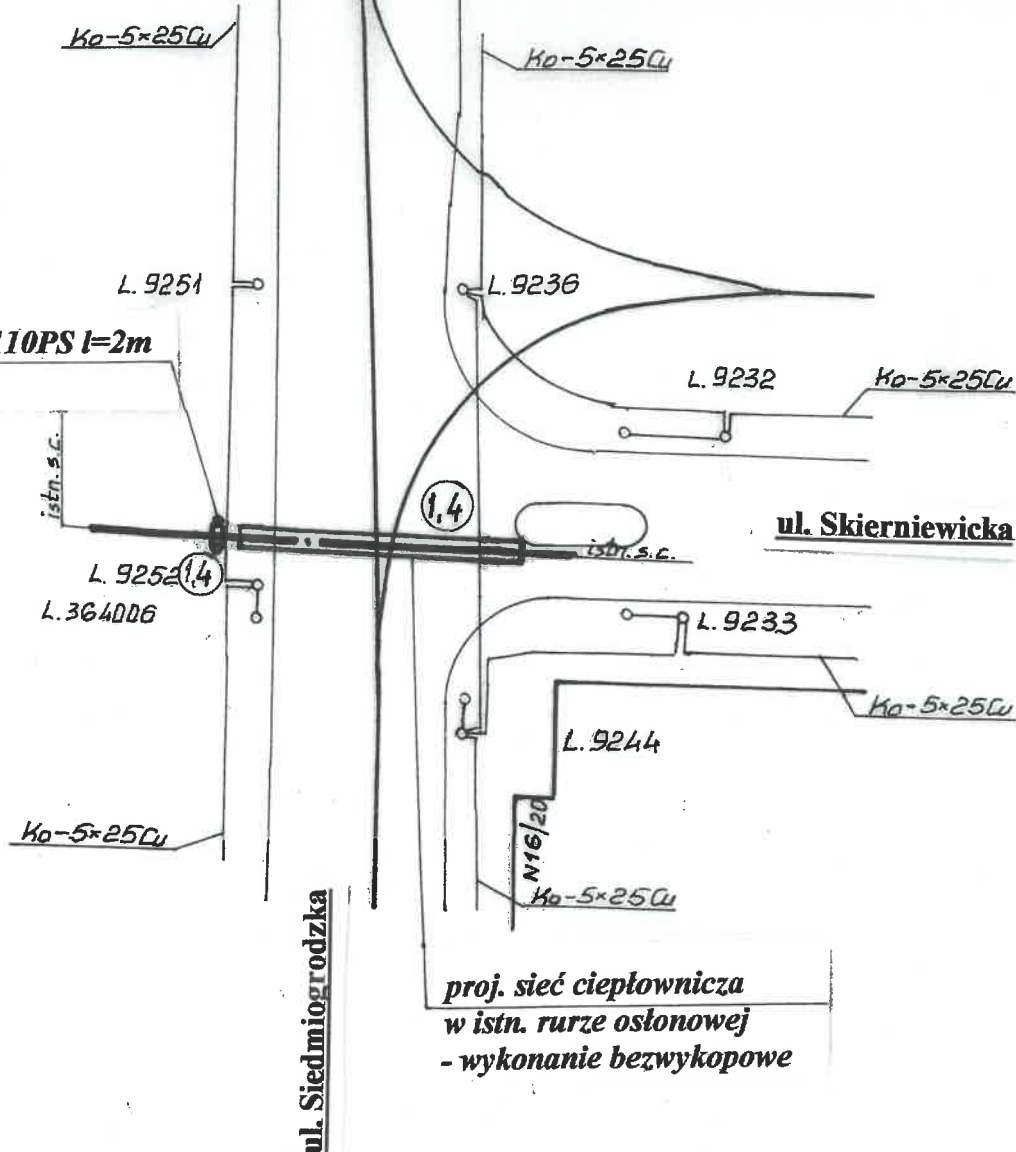 Ko-5×25Cu
Ko-5×25Cu
L.9251
L.9236
110PS l=2m
L.9232
Ko-5×25Cu
istn. s.c.
1,4
ul. Skierniewicka
istn. s.c.
L.9252
1,4
L.364006
L.9233
Ko-5×25Cu
L.9244
Ko-5×25Cu
N16/20
Ko-5×25Cu
ul. Siedmiogrodzka
proj. sieć ciepłownicza
w istn. rurze osłonowej
- wykonanie bezwykopowe